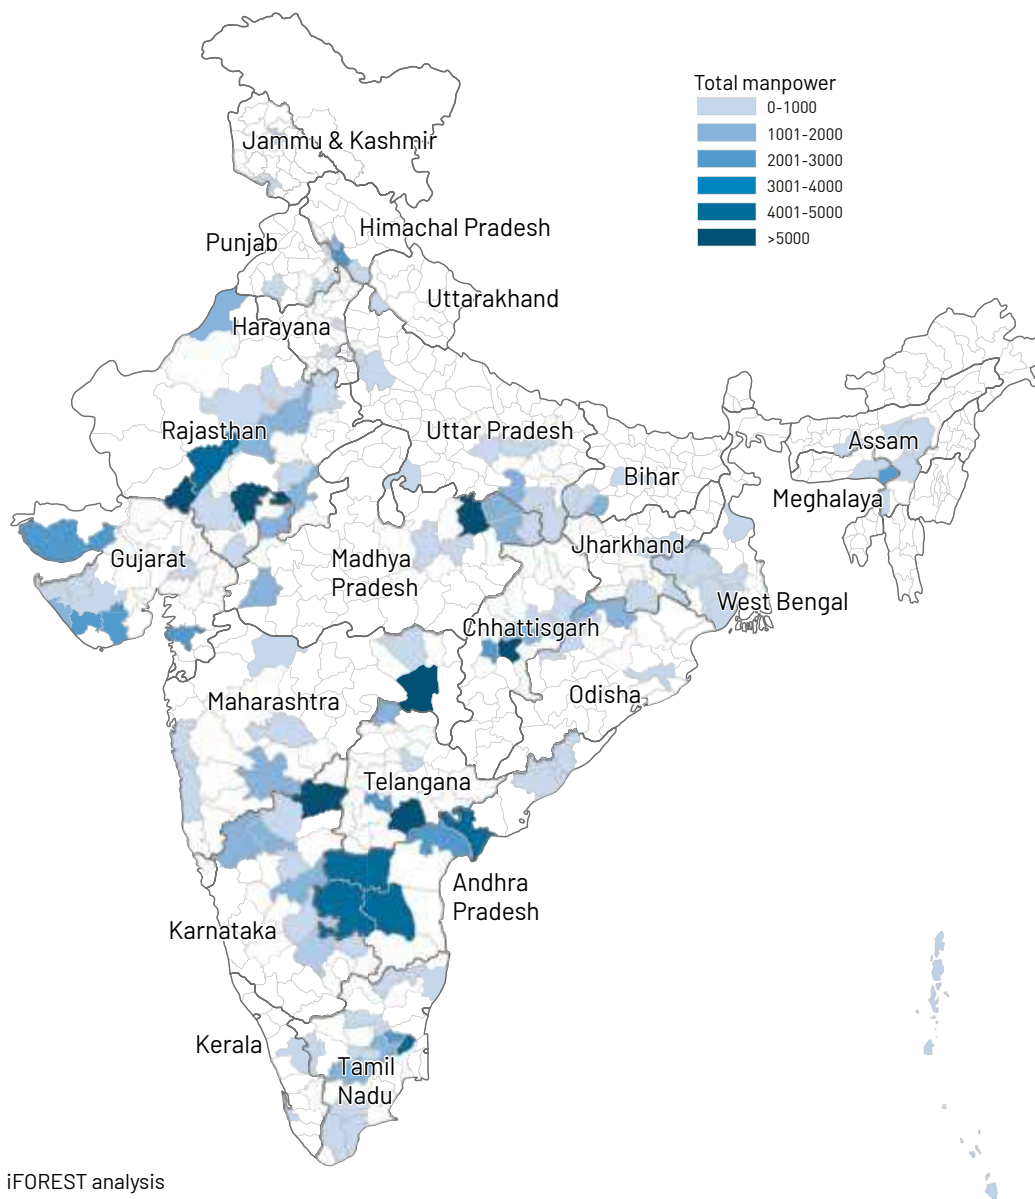 Total manpower
0-1000
1001-2000
2001-3000
3001-4000
4001-5000
>5000
Jammu & Kashmir
Himachal Pradesh
Punjab
Uttarakhand
Harayana
Rajasthan
Uttar Pradesh
Assam
Bihar
Meghalaya
Gujarat
Madhya
Pradesh
Jharkhand
West Bengal
Chhattisgarh
Maharashtra
Odisha
Telangana
Andhra
Pradesh
Karnataka
Kerala
Tamil
Nadu
iFOREST analysis